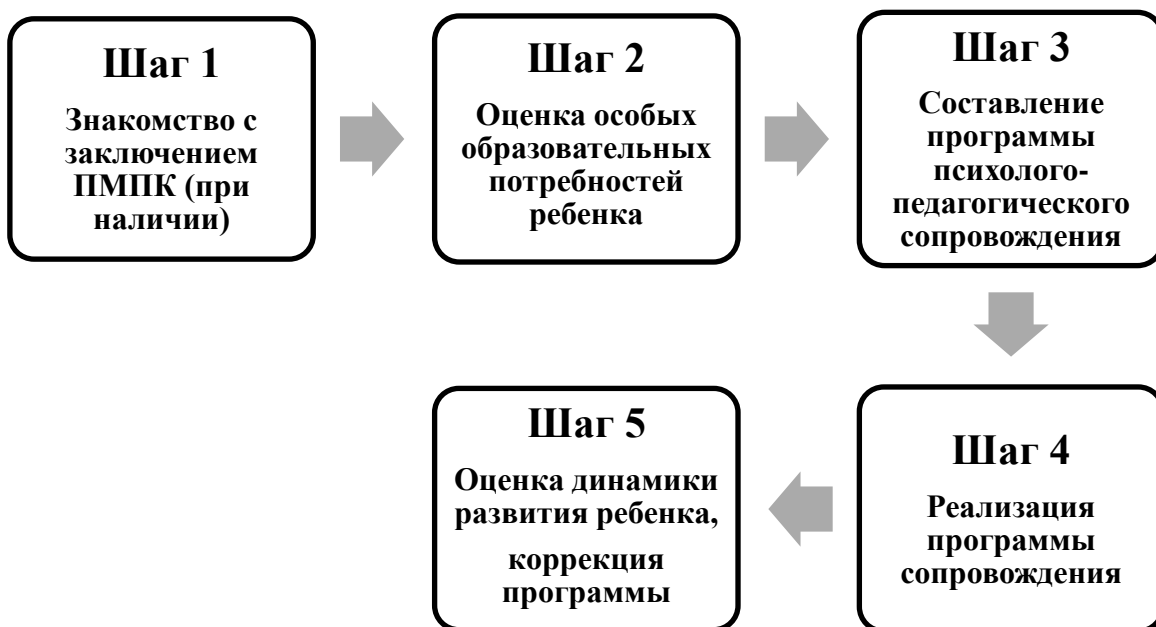 Шаг 1
Знакомство с
заключением
ПМПК (при
наличии)
Шаг 2
Оценка особых
образовательных
потребностей
ребенка
Шаг 3
Составление
программы
психолого-
педагогического
сопровождения
Шаг 4
Реализация
программы
сопровождения
Шаг 5
Оценка динамики
развития ребенка,
коррекция
программы